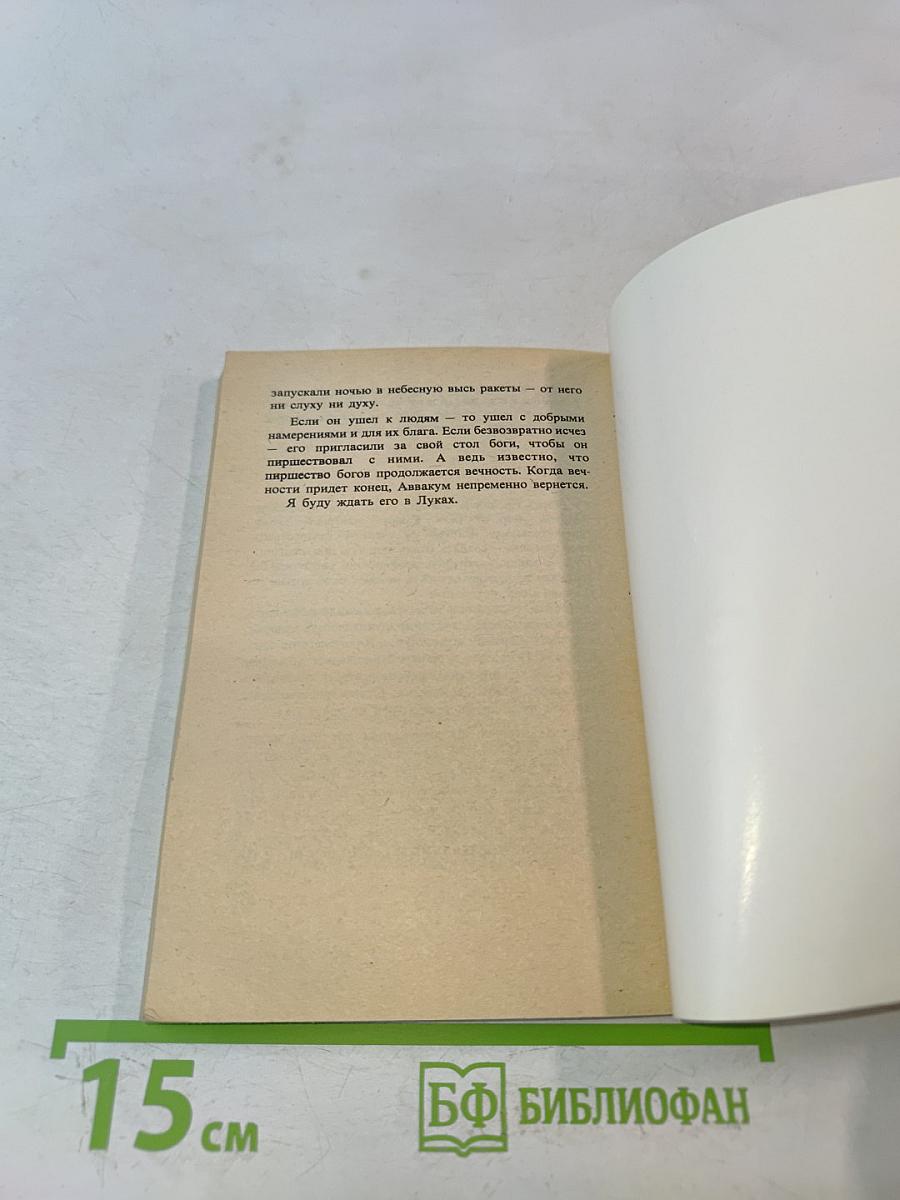 запускали ночью в небесную высь ракеты — от него
ни слуху ни духу.
Если он ушел к людям — то ушел с добрыми
намерениями и для их блага. Если безвозвратно исчез
— его пригласили за свой стол боги, чтобы он
пиршествовал с ними. А ведь известно, что
пиршество богов продолжается вечность. Когда веч-
ности придет конец, Аввакум непременно вернется.
Я буду ждать его в Луках.
15 см
БФ БИБЛИОФАН